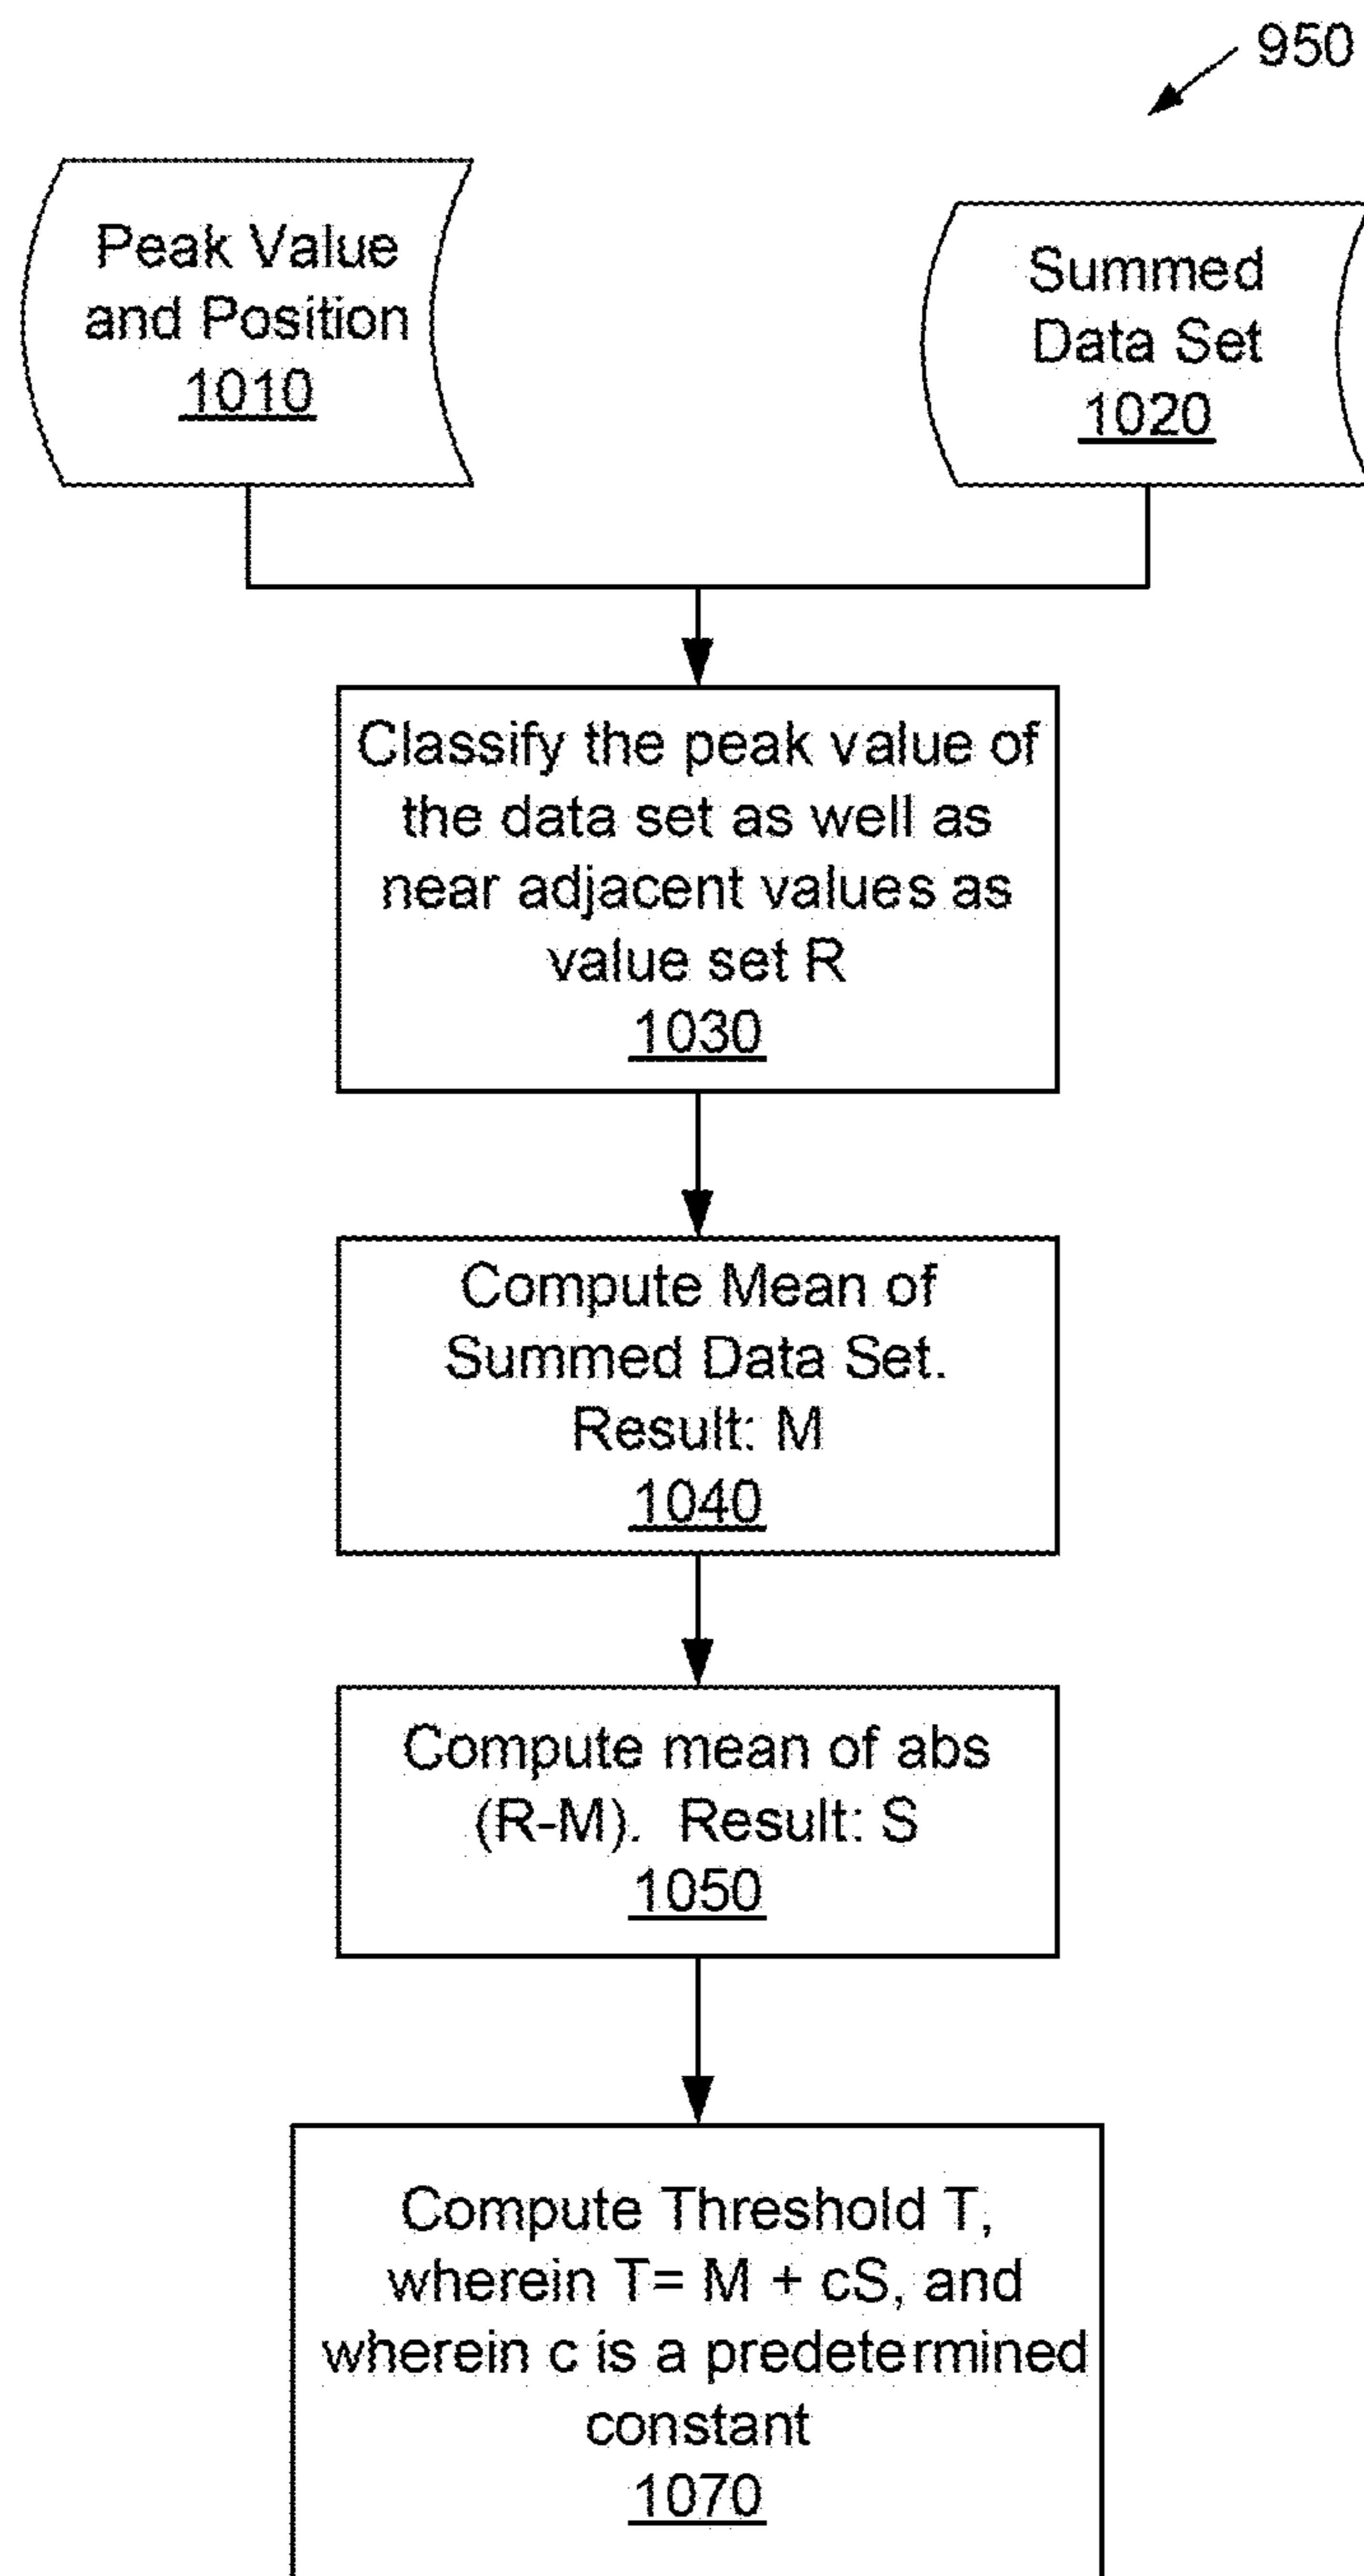 950
Peak Value
and Position
1010
Summed
Data Set
1020
Classify the peak value of
the data set as well as
near adjacent values as
value set R
1030
Compute Mean of
Summed Data Set.
Result: M
1040
Compute mean of abs
(R-M).  Result: S
1050
Compute Threshold T,
wherein T= M + cS, and
wherein c is a predetermined
constant
1070